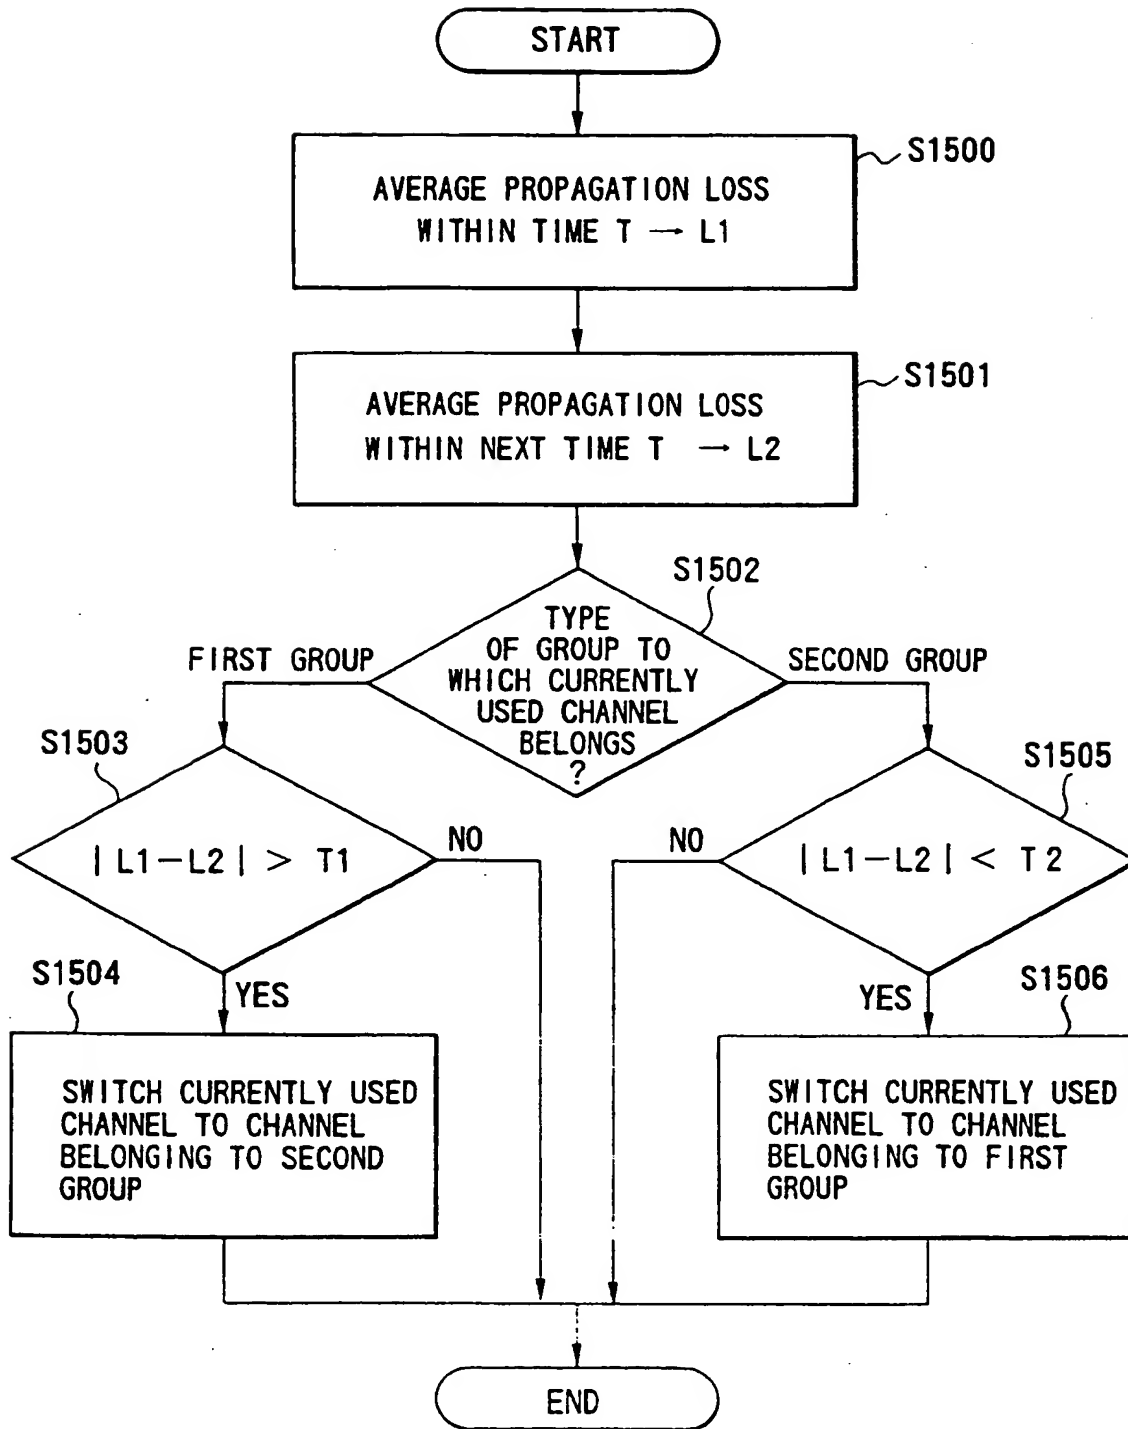 START
S1500
AVERAGE PROPAGATION LOSS
WITHIN TIME T → L1
S1501
AVERAGE PROPAGATION LOSS
WITHIN NEXT TIME T → L2
S1502
TYPE
OF GROUP TO
WHICH CURRENTLY
USED CHANNEL
BELONGS
?
FIRST GROUP
SECOND GROUP
S1503
|L1-L2| > T1
NO
YES
S1505
|L1-L2| < T2
NO
YES
S1504
SWITCH CURRENTLY USED
CHANNEL TO CHANNEL
BELONGING TO SECOND
GROUP
S1506
SWITCH CURRENTLY USED
CHANNEL TO CHANNEL
BELONGING TO FIRST
GROUP
END